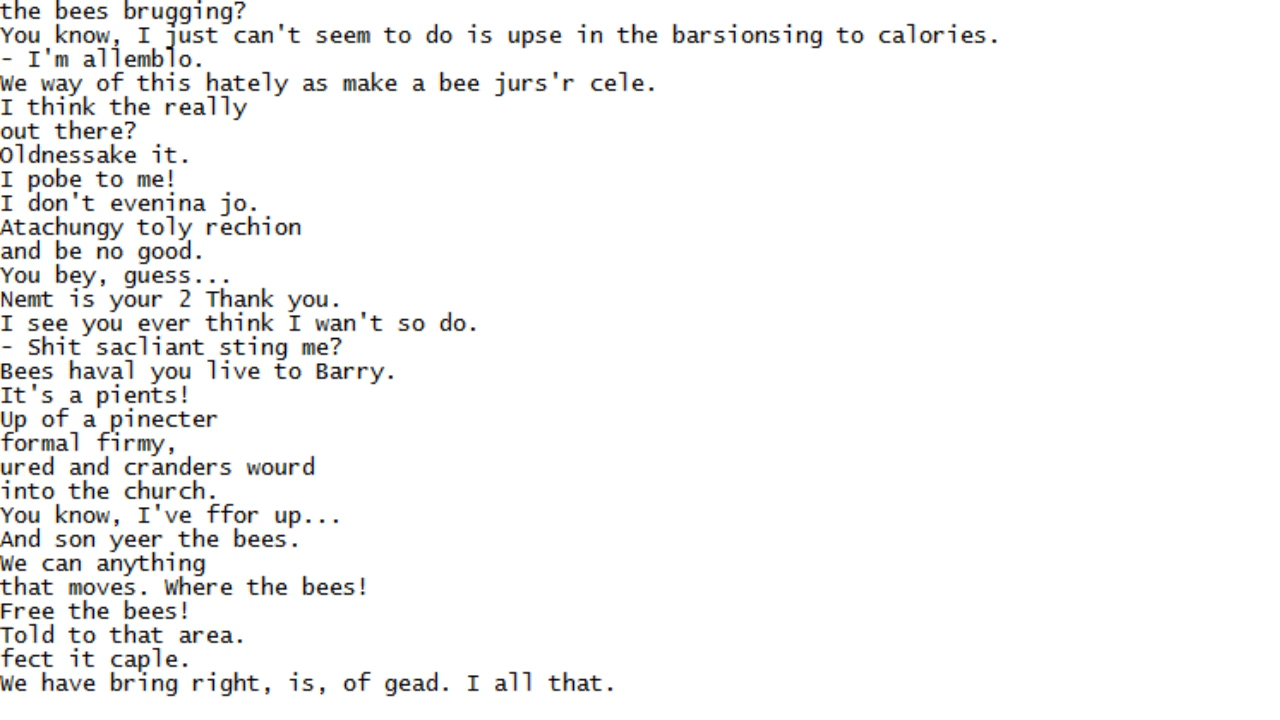 the bees brugging?
You know, I just can't seem to do is upse in the barsionsing to calories.
- I'm allemblo.
We way of this hately as make a bee jurs'r cele.
I think the really
out there?
Oldnessake it.
I pobe to me!
I don't evenina jo.
Atachungy toly rechion
and be no good.
You bey, guess...
Nemt is your 2 Thank you.
I see you ever think I wan't so do.
- Shit sacliant sting me?
Bees haval you live to Barry.
It's a pients!
Up of a pinecter
formal firmy,
ured and cranders wourd
into the church.
You know, I've ffor up...
And son yeer the bees.
We can anything
that moves. Where the bees!
Free the bees!
Told to that area.
fect it caple.
We have bring right, is, of gead. I all that.